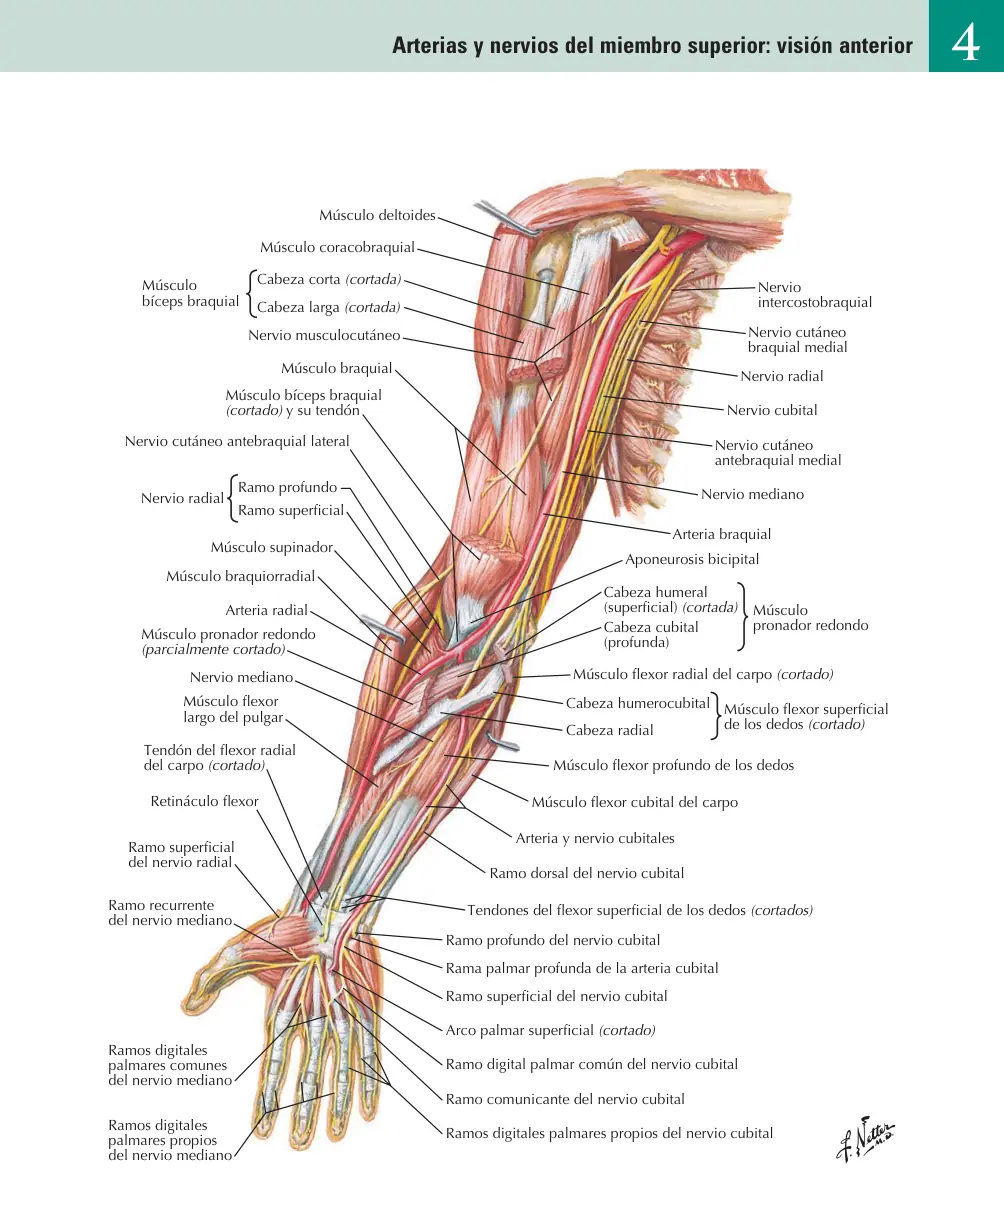 Arterias y nervios del miembro superior: visión anterior
4
Músculo deltoides
Músculo coracobraquial
Músculo
bíceps braquial
Cabeza corta (cortada)
Cabeza larga (cortada)
Nervio musculocutáneo
Músculo braquial
Músculo bíceps braquial
(cortado) y su tendón
Nervio cutáneo antebraquial lateral
Nervio radial
Ramo profundo
Ramo superficial
Músculo supinador
Músculo braquiorradial
Arteria radial
Músculo pronador redondo
(parcialmente cortado)
Nervio mediano
Músculo flexor
largo del pulgar
Tendón del flexor radial
del carpo (cortado)
Retináculo flexor
Ramo superficial
del nervio radial
Ramo recurrente
del nervio mediano
Ramos digitales
palmares comunes
del nervio mediano
Ramos digitales
palmares propios
del nervio mediano
Nervio
intercostobraquial
Nervio cutáneo
braquial medial
Nervio radial
Nervio cubital
Nervio cutáneo
antebraquial medial
Nervio mediano
Arteria braquial
Aponeurosis bicipital
Cabeza humeral
(superficial) (cortada)
Cabeza cubital
(profunda)
Músculo
pronador redondo
Músculo flexor radial del carpo (cortado)
Cabeza humerocubital
Cabeza radial
Músculo flexor superficial
de los dedos (cortado)
Músculo flexor profundo de los dedos
Músculo flexor cubital del carpo
Arteria y nervio cubitales
Ramo dorsal del nervio cubital
Tendones del flexor superficial de los dedos (cortados)
Ramo profundo del nervio cubital
Rama palmar profunda de la arteria cubital
Ramo superficial del nervio cubital
Arco palmar superficial (cortado)
Ramo digital palmar común del nervio cubital
Ramo comunicante del nervio cubital
Ramos digitales palmares propios del nervio cubital
F. Netter
M.D.